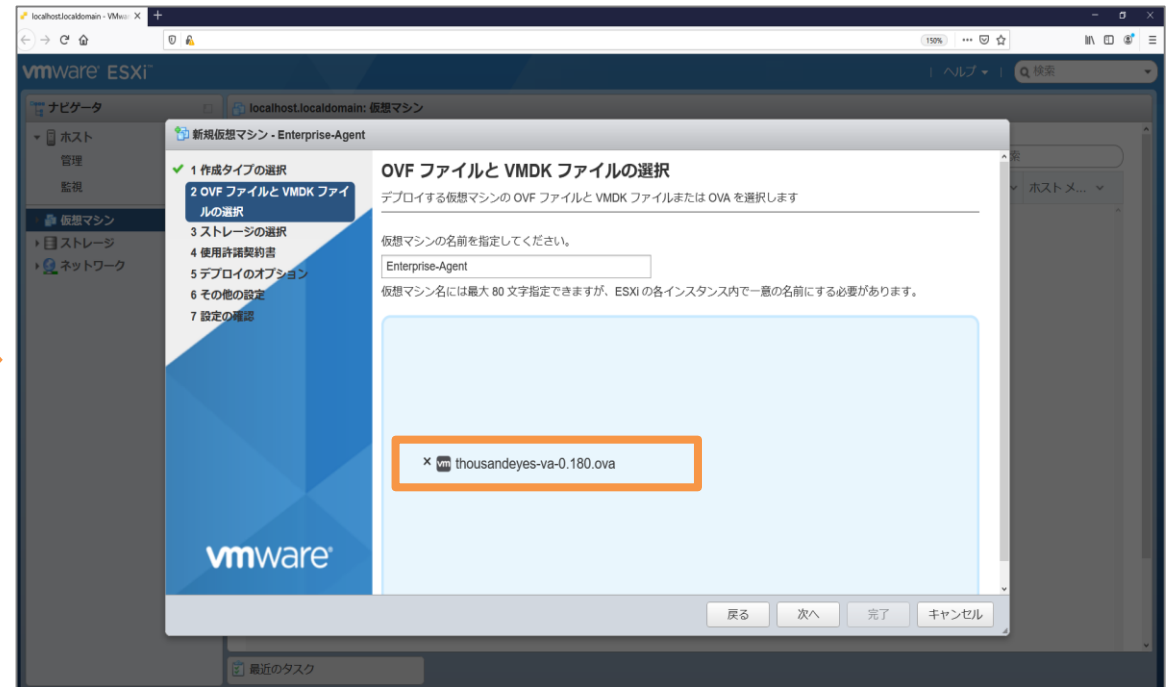 localhost.localdomain - VMwa
150%
vmware ESXi™
ヘルプ
検索
ナビゲータ
localhost.localdomain: 仮想マシン
ホスト
管理
監視
仮想マシン
ストレージ
ネットワーク
索
ホスト メ...
新規仮想マシン - Enterprise-Agent
1 作成タイプの選択
2 OVF ファイルと VMDK ファイ
ルの選択
3 ストレージの選択
4 使用許諾契約書
5 デプロイのオプション
6 その他の設定
7 設定の確認
vmware®
OVF ファイルと VMDK ファイルの選択
デプロイする仮想マシンの OVF ファイルと VMDK ファイルまたは OVA を選択します
仮想マシンの名前を指定してください。
Enterprise-Agent
仮想マシン名には最大 80 文字指定できますが、ESXi の各インスタンス内で一意の名前にする必要があります。
× vm thousandeyes-va-0.180.ova
戻る
次へ
完了
キャンセル
最近のタスク